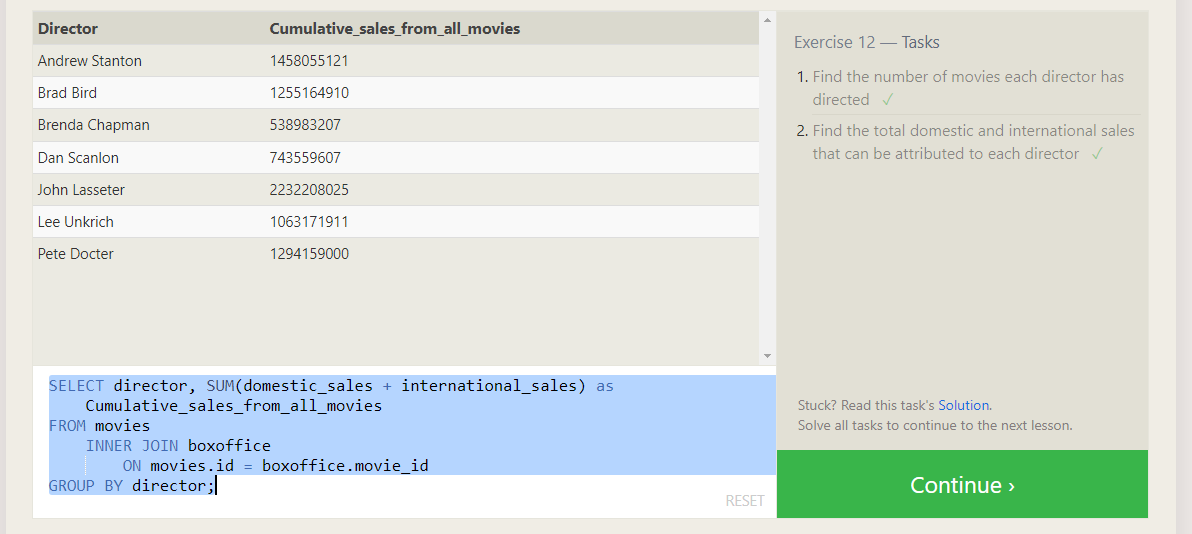 Director Cumulative_sales_from_all_movies
Andrew Stanton 1458055121
Brad Bird 1255164910
Brenda Chapman 538983207
Dan Scanlon 743559607
John Lasseter 2232208025
Lee Unkrich 1063171911
Pete Docter 1294159000
SELECT director, SUM(domestic_sales + international_sales) as
Cumulative_sales_from_all_movies
FROM movies
INNER JOIN boxoffice
ON movies.id = boxoffice.movie_id
GROUP BY director;
RESET
Exercise 12 — Tasks
1. Find the number of movies each director has
directed ✓
2. Find the total domestic and international sales
that can be attributed to each director ✓
Stuck? Read this task's Solution.
Solve all tasks to continue to the next lesson.
Continue ›